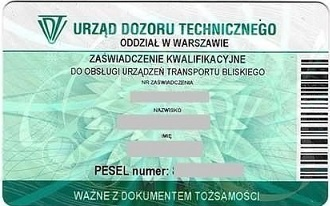 UDT
URZĄD DOZORU TECHNICZNEGO
ODDZIAŁ W WARSZAWIE
ZAŚWIADCZENIE KWALIFIKACYJNE
DO OBSŁUGI URZĄDZEŃ TRANSPORTU BLISKIEGO
NR ZAŚWIADCZENIA
NAZWISKO
IMIĘ
PESEL numer:
WAŻNE Z DOKUMENTEM TOŻSAMOŚCI